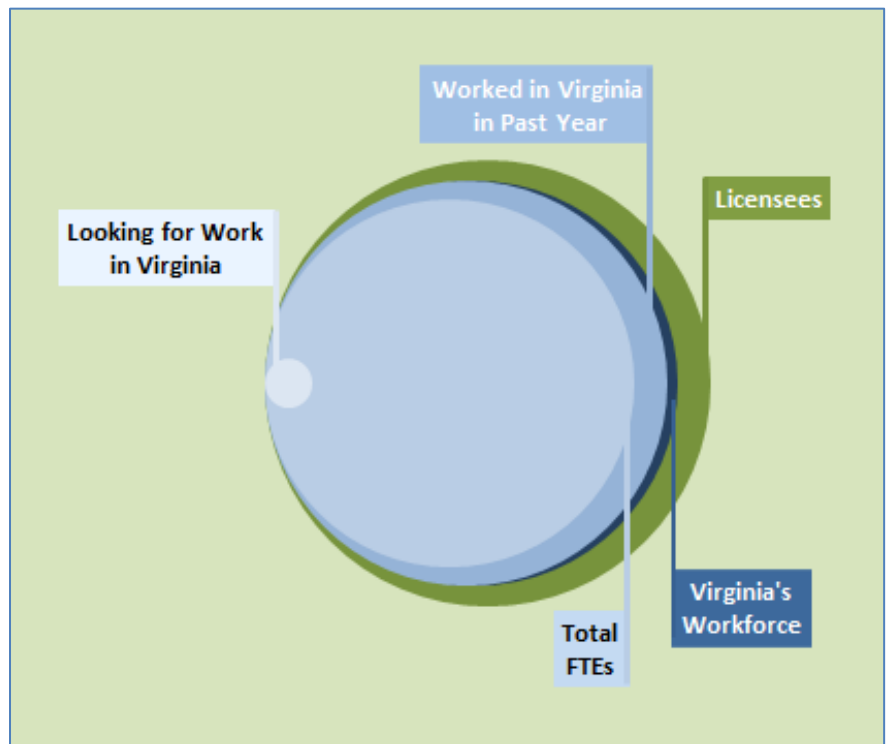 Worked in Virginia
in Past Year
Licensees
Looking for Work
in Virginia
Virginia's
Workforce
Total
FTEs